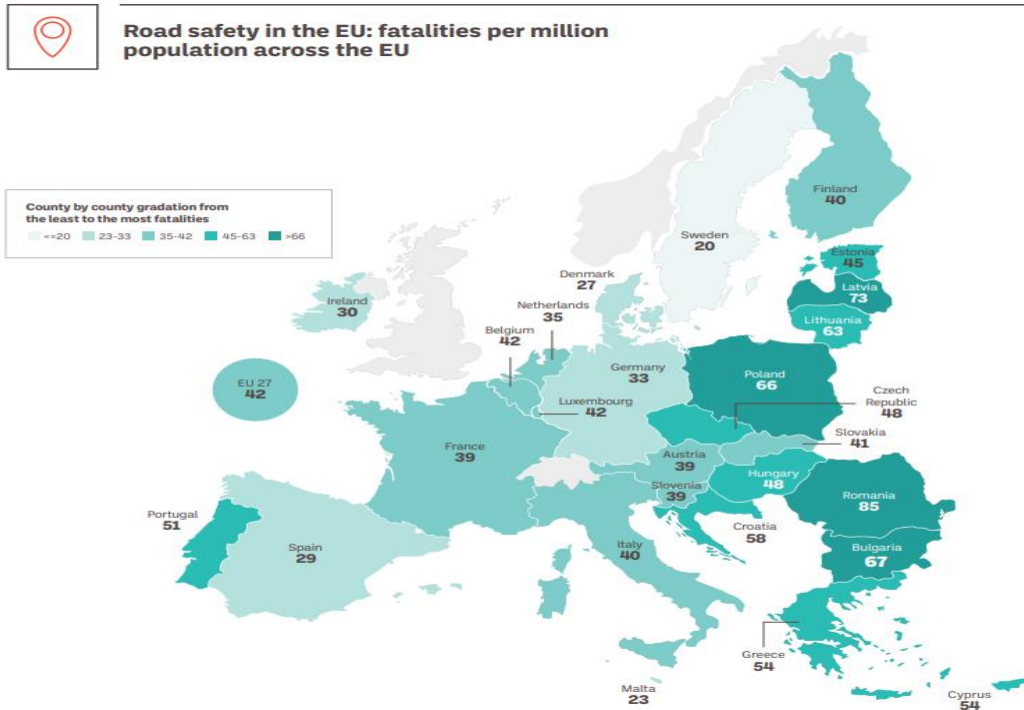 Road safety in the EU: fatalities per million
population across the EU
County by county gradation from
the least to the most fatalities
<=20 23-33 35-42 45-63 >66
Finland
40
Sweden
20
Estonia
45
Latvia
73
Lithuania
63
Denmark
27
Netherlands
35
Ireland
30
Belgium
42
Germany
33
Poland
66
EU 27
42
Czech
Republic
48
Luxembourg
42
Slovakia
41
France
39
Austria
39
Hungary
48
Slovenia
39
Romania
85
Portugal
51
Croatia
58
Spain
29
Italy
40
Bulgaria
67
Greece
54
Malta
23
Cyprus
54